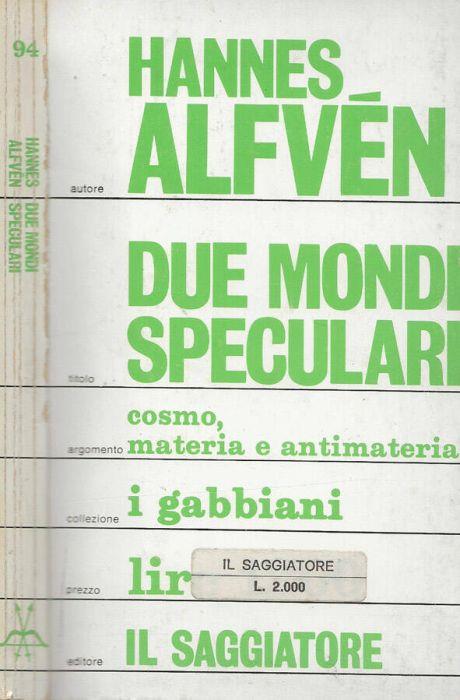 94
HANNES DUE MONDI
ALFVÉN SPECULARI
HANNES
autore ALFVÉN
DUE MONDI
titolo SPECULARI
cosmo,
argomento materia e antimateria
collezione i gabbiani
prezzo lir
IL SAGGIATORE
L. 2.000
editore IL SAGGIATORE